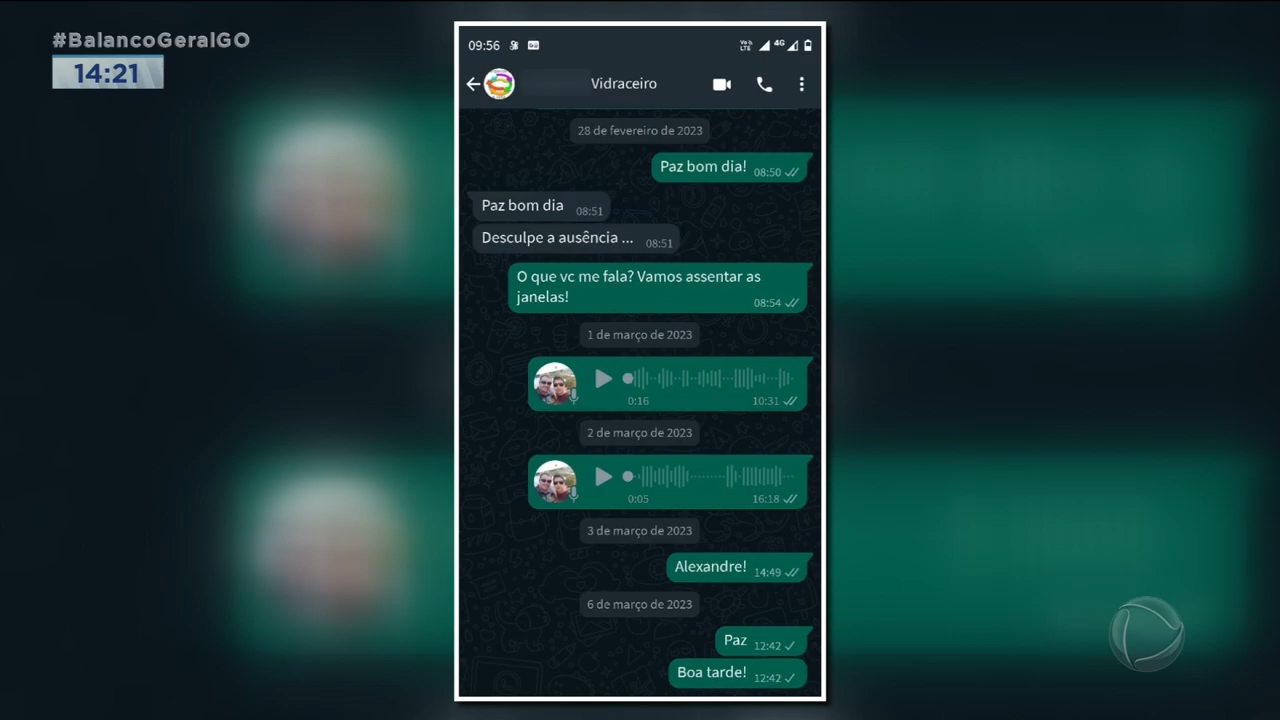 #BalancoGeralGO
14:21
09:56
Vo))
LTE
4G
Vidraceiro
28 de fevereiro de 2023
Paz bom dia! 08:50
Paz bom dia 08:51
Desculpe a ausência ... 08:51
O que vc me fala? Vamos assentar as
janelas! 08:54
1 de março de 2023
0:16 10:31
2 de março de 2023
0:05 16:18
3 de março de 2023
Alexandre! 14:49
6 de março de 2023
Paz 12:42
Boa tarde! 12:42